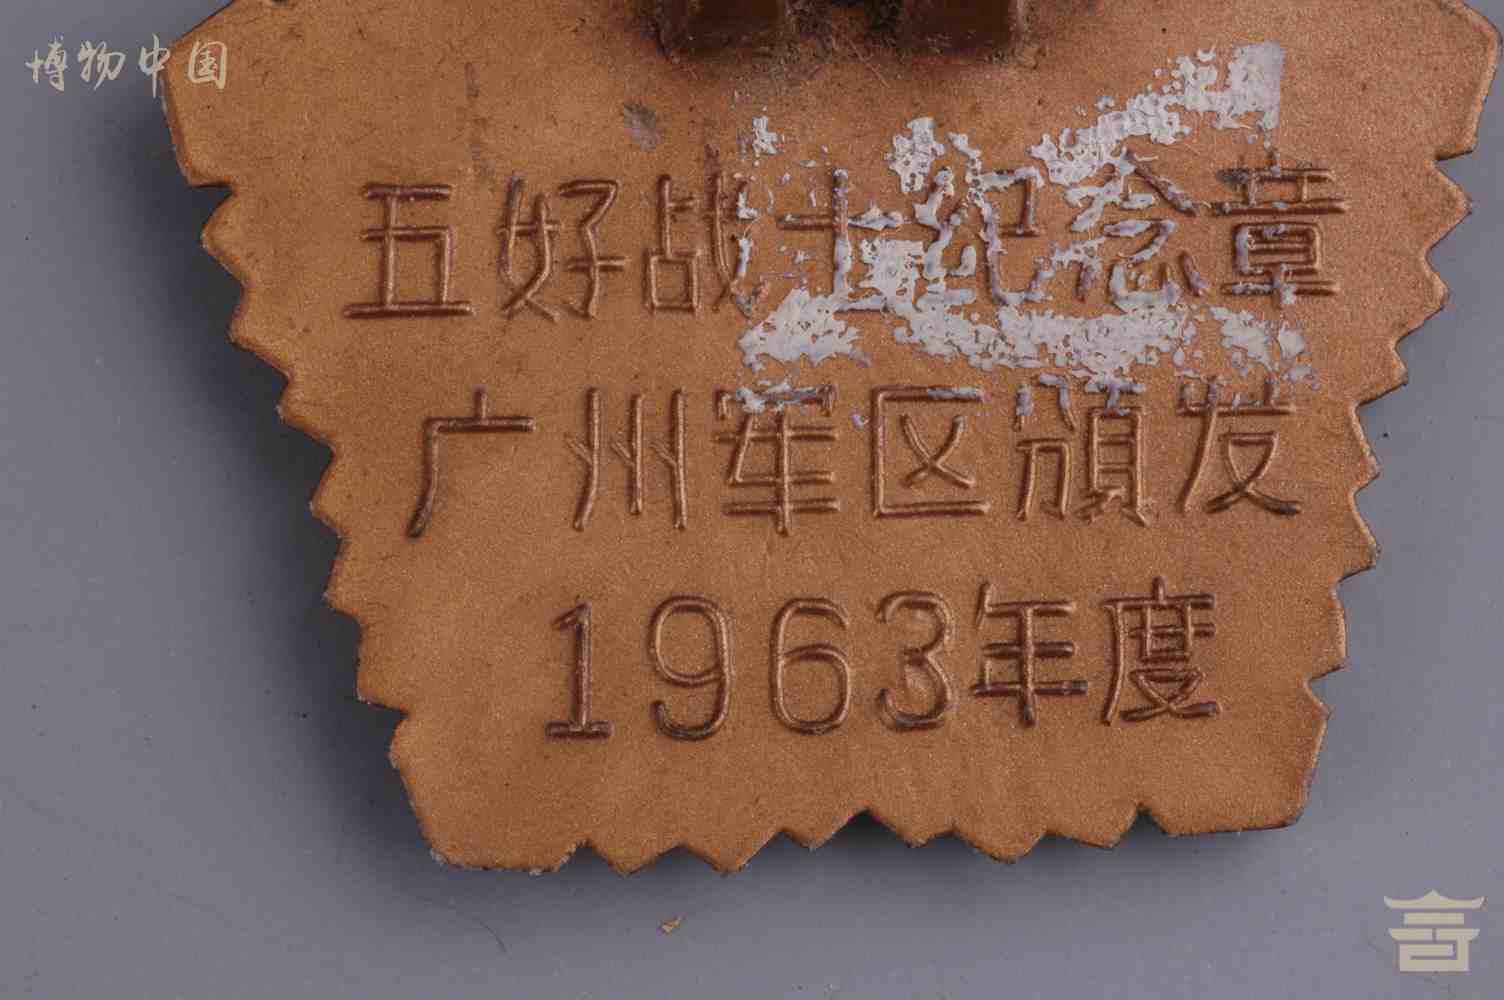 博物中国
五好战士纪念章
广州军区颁发
1963年度